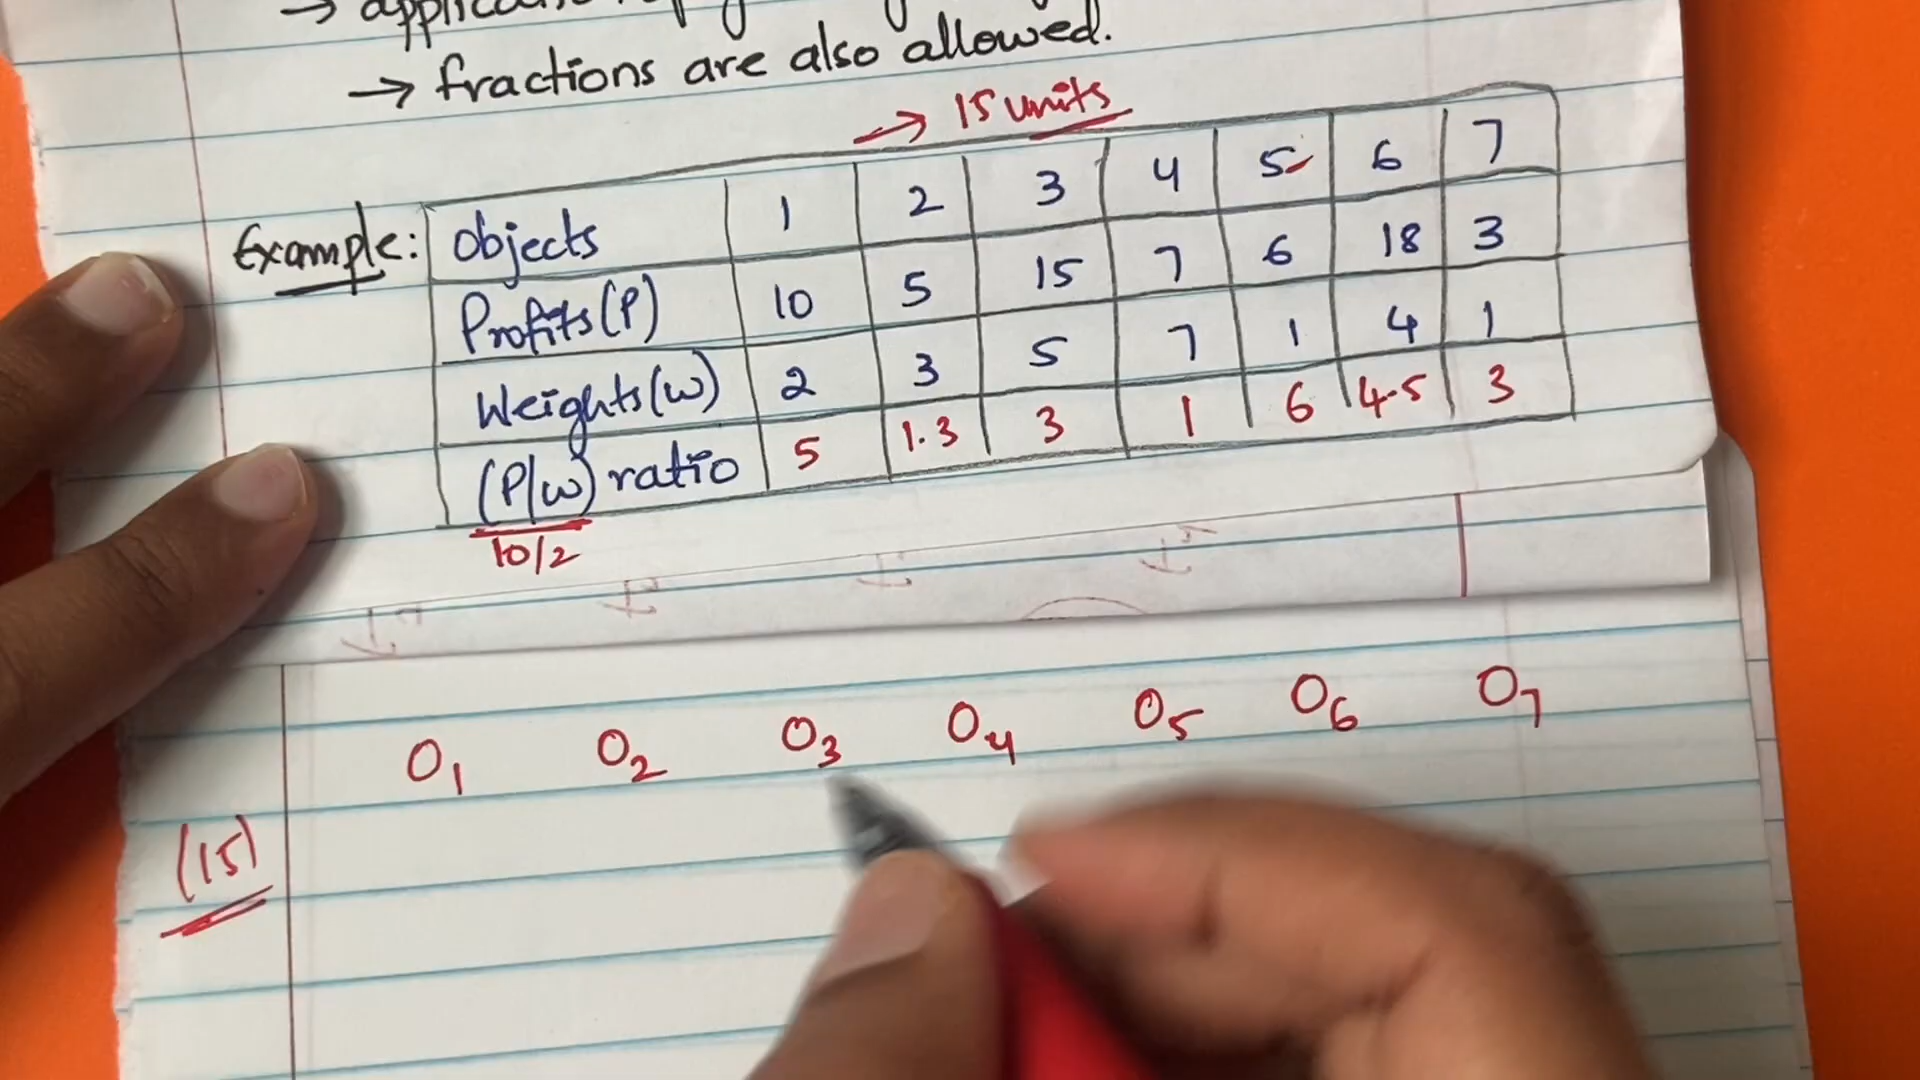 → application of
→ fractions are also allowed.
→ 15 units
Example: Objects 1 2 3 4 5 6 7
Profits(P) 10 5 15 7 6 18 3
Weights(w) 2 3 5 7 1 4 1
(P/w) ratio 5 1.3 3 1 6 4.5 3
10/2
O1 O2 O3 O4 O5 O6 O7
(15)